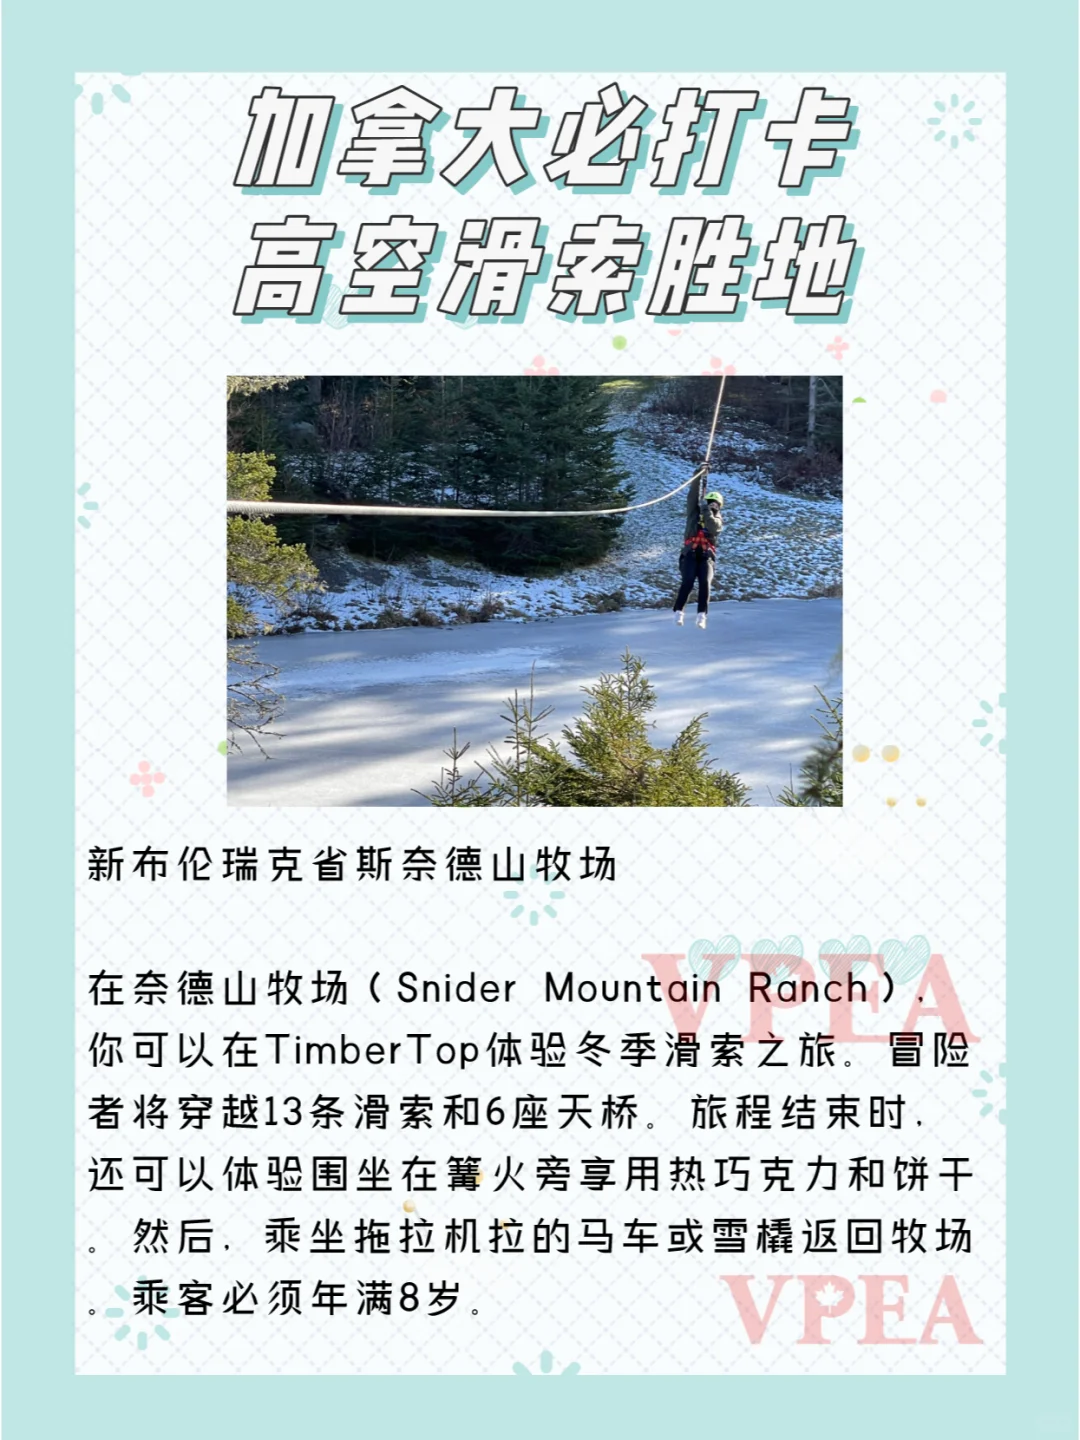 加拿大必打卡
高空滑索胜地
新布伦瑞克省斯奈德山牧场
在奈德山牧场（Snider Mountain Ranch），
你可以在TimberTop体验冬季滑索之旅。冒险
者将穿越13条滑索和6座天桥。旅程结束时，
还可以体验围坐在篝火旁享用热巧克力和饼干
。然后，乘坐拖拉机拉的马车或雪橇返回牧场
。乘客必须年满8岁。
VPEA
VPEA